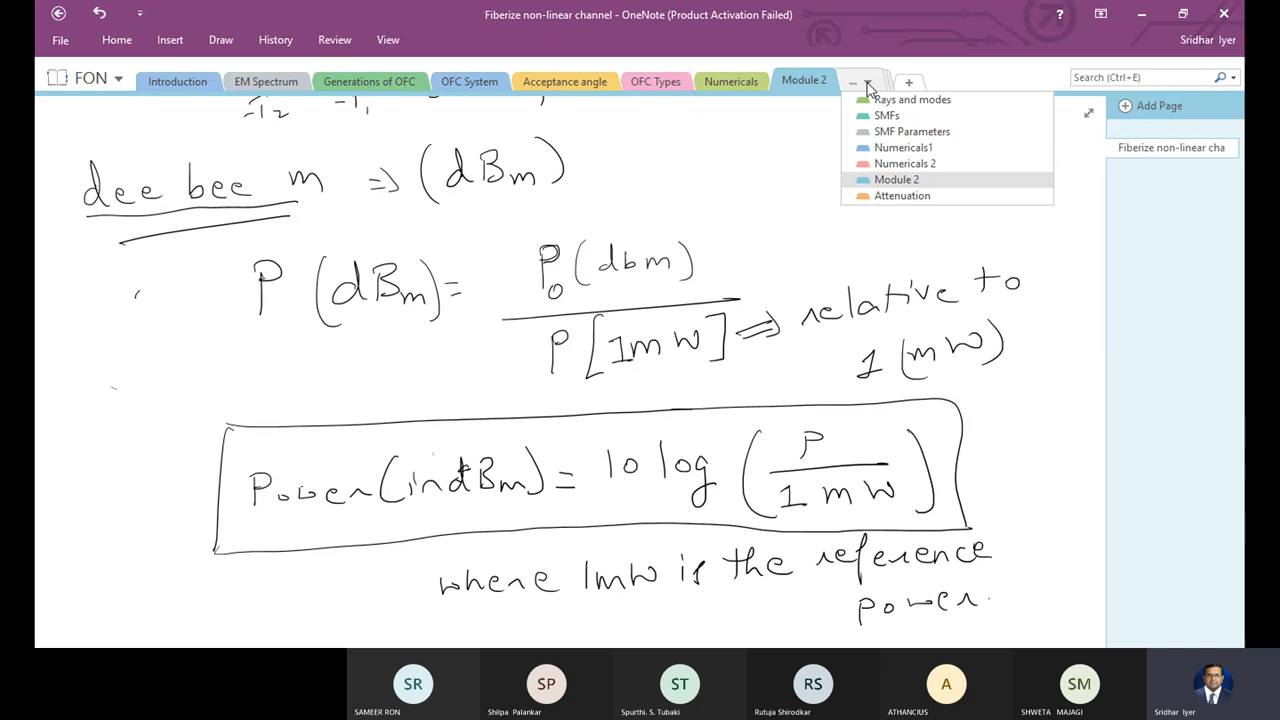 Fiberize non-linear channel - OneNote (Product Activation Failed)
File Home Insert Draw History Review View
Sridhar Iyer
FON
Introduction EM Spectrum Generations of OFC OFC System Acceptance angle OFC Types Numericals Module 2 ...
Search (Ctrl+E)
Rays and modes
SMFs
SMF Parameters
Numericals1
Numericals 2
Module 2
Attenuation
Add Page
Fiberize non-linear cha
dee bee m ⇒ (dBm)
P (dBm) = P0 (dbm)
P [1mW] ⇒ relative to
1 (mW)
Power (in dBm) = 10 log (P
1 mW)
where 1mW is the reference
power.
SR SP ST RS A SM
SAMEER RON Shilpa Palankar Spurthi. S. Tubaki Rutuja Shirodkar ATHANCIUS SHWETA MAJAGI Sridhar Iyer